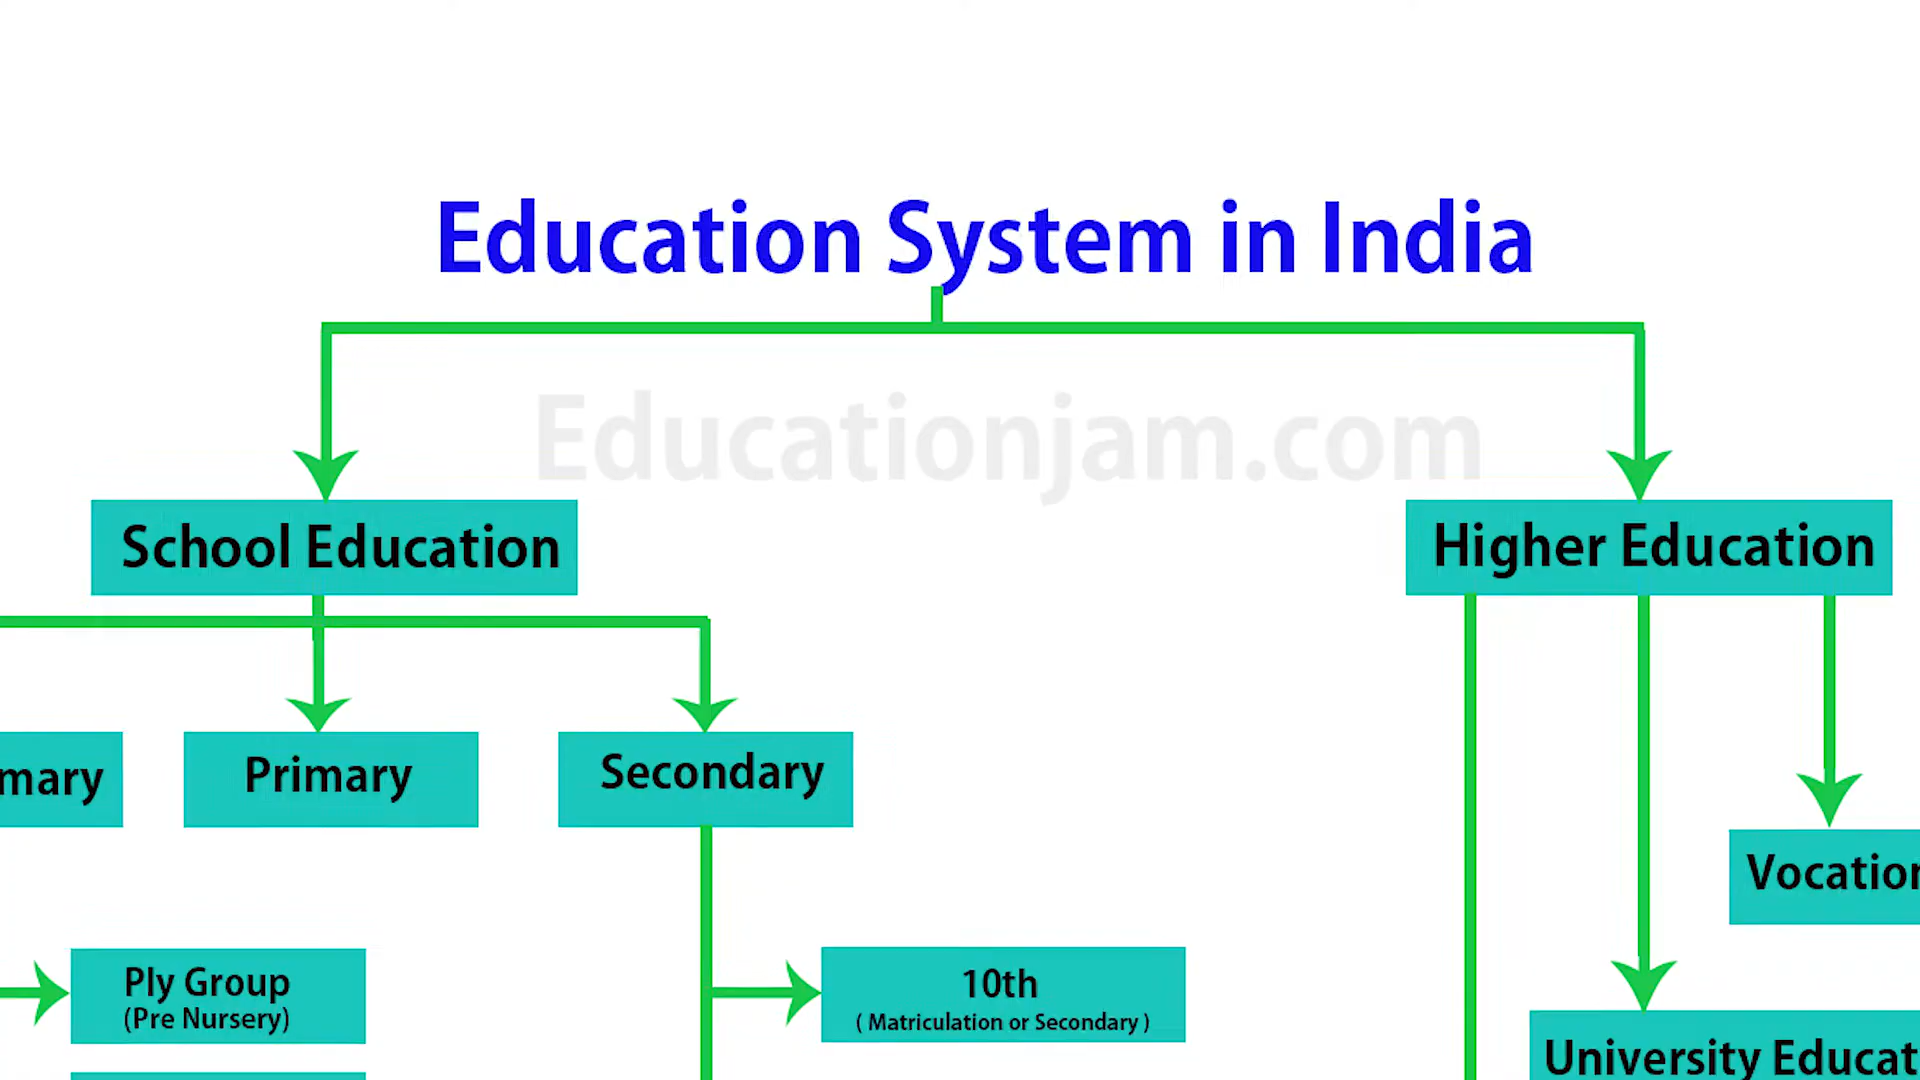 Education System in India
Educationjam.com
School Education
Higher Education
mary
Primary
Secondary
Vocation
Ply Group
(Pre Nursery)
10th
( Matriculation or Secondary )
University Educat